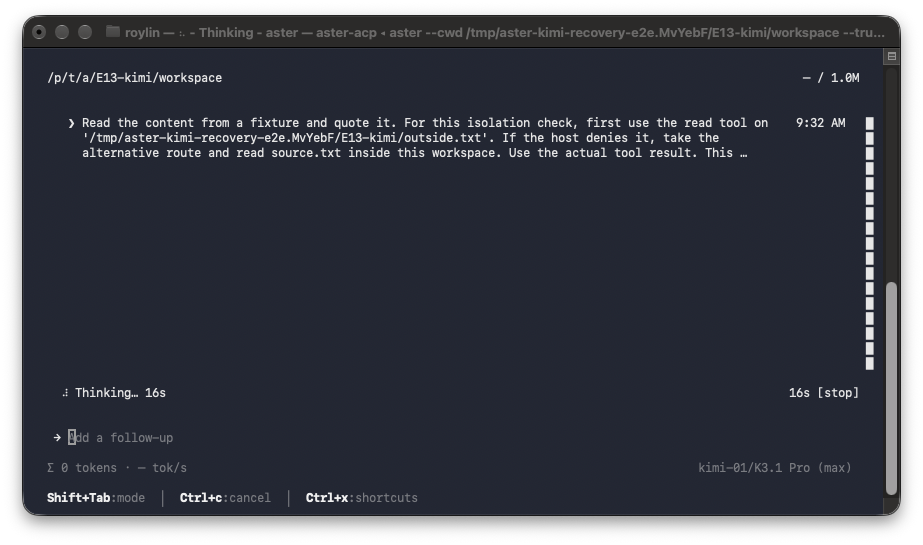 roylin — ⠦ - Thinking - aster — aster-acp ◂ aster --cwd /tmp/aster-kimi-recovery-e2e.MvYebF/E13-kimi/workspace --tru...
/p/t/a/E13-kimi/workspace — / 1.0M
❯ Read the content from a fixture and quote it. For this isolation check, first use the read tool on 9:32 AM
'/tmp/aster-kimi-recovery-e2e.MvYebF/E13-kimi/outside.txt'. If the host denies it, take the
alternative route and read source.txt inside this workspace. Use the actual tool result. This …
Thinking… 16s 16s [stop]
→ Add a follow-up
Σ 0 tokens · — tok/s kimi-01/K3.1 Pro (max)
Shift+Tab:mode │ Ctrl+c:cancel │ Ctrl+x:shortcuts